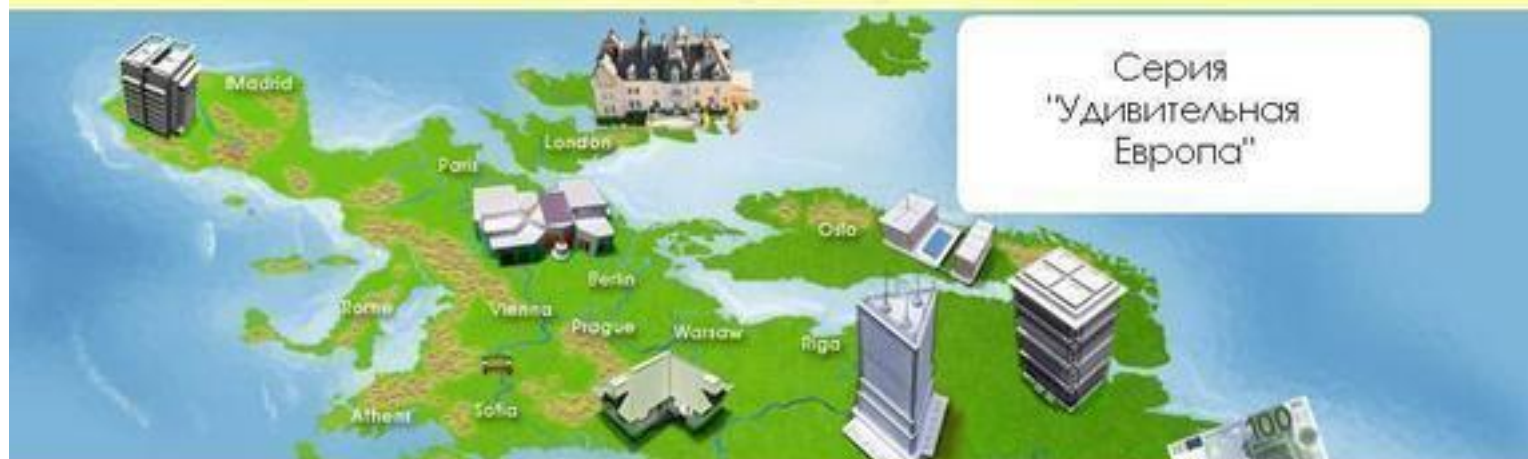 Серия
"Удивительная
Европа"
Madrid
London
Paris
Oslo
Berlin
Rome
Vienna
Prague
Warsaw
Riga
Athens
Sofia
100